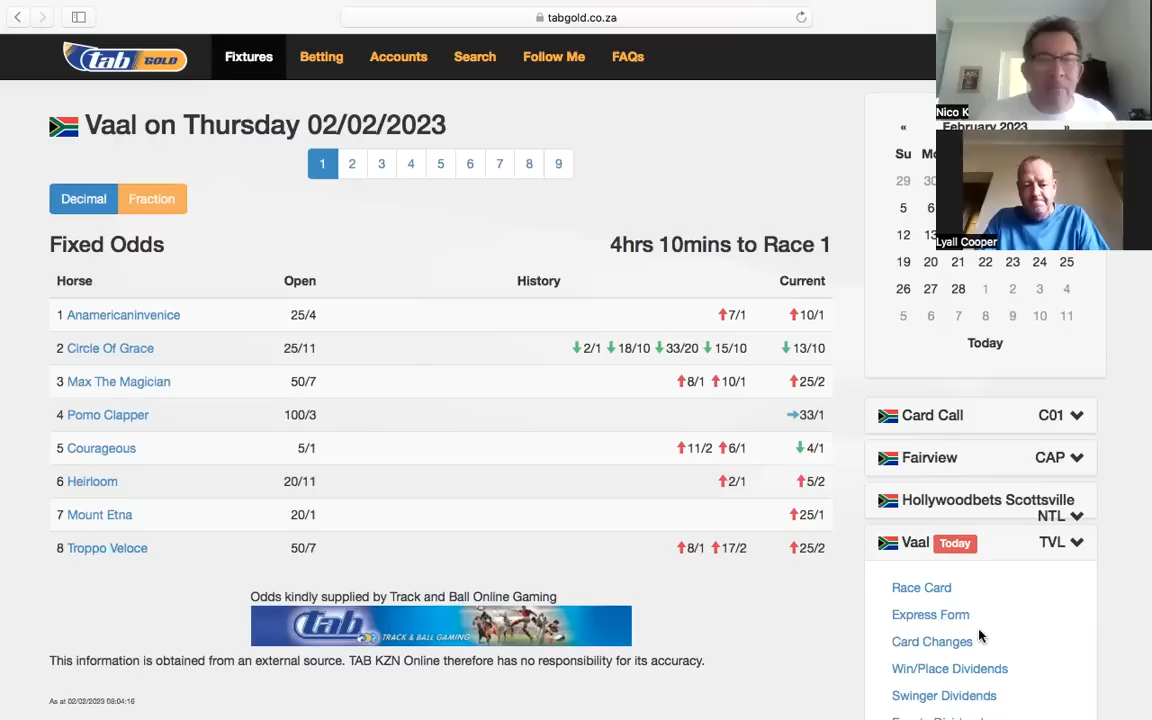 tabgold.co.za
tab GOLD
Fixtures Betting Accounts Search Follow Me FAQs
Nico K
Lyall Cooper
Vaal on Thursday 02/02/2023
1 2 3 4 5 6 7 8 9
Decimal Fraction
Fixed Odds 4hrs 10mins to Race 1
Horse Open History Current
1 Anamericaninvenice 25/4 7/1 10/1
2 Circle Of Grace 25/11 2/1 18/10 33/20 15/10 13/10
3 Max The Magician 50/7 8/1 10/1 25/2
4 Pomo Clapper 100/3 33/1
5 Courageous 5/1 11/2 6/1 4/1
6 Heirloom 20/11 2/1 5/2
7 Mount Etna 20/1 25/1
8 Troppo Veloce 50/7 8/1 17/2 25/2
Odds kindly supplied by Track and Ball Online Gaming
tab TRACK & BALL GAMING
This information is obtained from an external source. TAB KZN Online therefore has no responsibility for its accuracy.
As at 02/02/2023 08:04:16
« February 2023 »
Su
29
5 6
12
19 20 21 22 23 24 25
26 27 28 1 2 3 4
5 6 7 8 9 10 11
Today
Card Call C01
Fairview CAP
Hollywoodbets Scottsville
NTL
Vaal Today TVL
Race Card
Express Form
Card Changes
Win/Place Dividends
Swinger Dividends